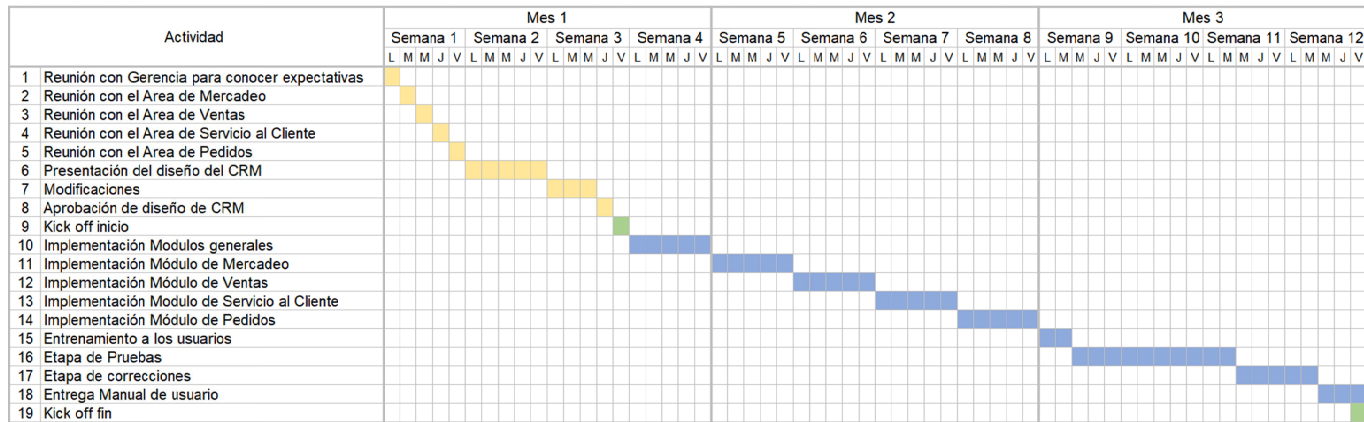 Mes 1 Mes 2 Mes 3
Actividad
Semana 1 Semana 2 Semana 3 Semana 4 Semana 5 Semana 6 Semana 7 Semana 8 Semana 9 Semana 10 Semana 11 Semana 12
L M M J V L M M J V L M M J V L M M J V L M M J V L M M J V L M M J V L M M J V L M M J V L M M J V L M M J V L M M J V
1 Reunión con Gerencia para conocer expectativas
2 Reunión con el Area de Mercadeo
3 Reunión con el Area de Ventas
4 Reunión con el Area de Servicio al Cliente
5 Reunión con el Area de Pedidos
6 Presentación del diseño del CRM
7 Modificaciones
8 Aprobación de diseño de CRM
9 Kick off inicio
10 Implementación Modulos generales
11 Implementación Módulo de Mercadeo
12 Implementación Módulo de Ventas
13 Implementación Modulo de Servicio al Cliente
14 Implementación Módulo de Pedidos
15 Entrenamiento a los usuarios
16 Etapa de Pruebas
17 Etapa de correcciones
18 Entrega Manual de usuario
19 Kick off fin